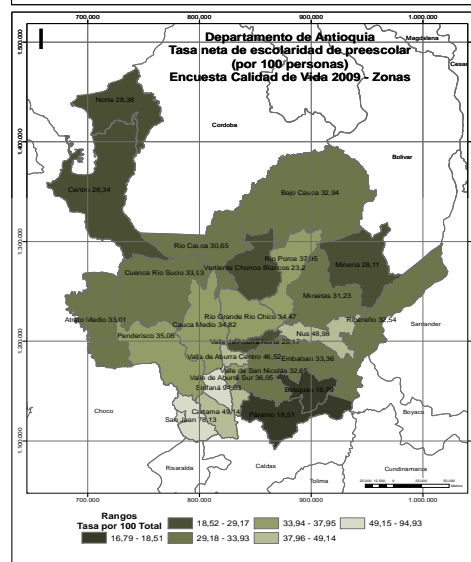 700.000
800.000
900.000
1.000.000
Departamento de Antioquia
Tasa neta de escolaridad de preescolar
(por 100 personas)
Encuesta Calidad de Vida 2009 - Zonas
Magdalena
Cesar
Cordoba
Bolivar
Norte 28,38
Centro 26,34
Bajo Cauca 32,94
Rio Cauca 30,65
Rio Porce 37,95
Vertiente Chorros Blancos 23,2
Mineria 28,11
Cuenca Rio Sucio 33,13
Mesetas 31,23
Ribereño 32,54
Santander
Atrato Medio 33,01
Rio Grande Rio Chico 34,47
Cauca Medio 34,82
Nus 48,98
Penderisco 35,08
Valle de Aburra Centro 46,52
Embalses 33,36
Valle de San Nicolás 32,65
Valle de Aburra Sur 36,05
Bosques 16,79
Sinifaná 94,93
Cartama 49,14
San Juan 78,13
Paramo 18,51
Choco
Boyaca
Risaralda
Caldas
Tolima
Cundinamarca
1.500.000
1.400.000
1.300.000
1.200.000
1.100.000
700.000
800.000
900.000
1.000.000
Rangos
Tasa por 100 Total
16,79 - 18,51
18,52 - 29,17
29,18 - 33,93
33,94 - 37,95
37,96 - 49,14
49,15 - 94,93